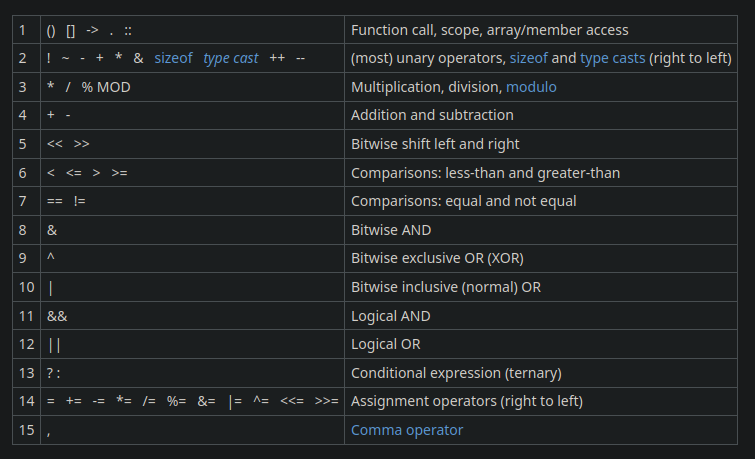 1 () [] -> . :: Function call, scope, array/member access
2 ! ~ - + * & sizeof type cast ++ -- (most) unary operators, sizeof and type casts (right to left)
3 * / % MOD Multiplication, division, modulo
4 + - Addition and subtraction
5 << >> Bitwise shift left and right
6 < <= > >= Comparisons: less-than and greater-than
7 == != Comparisons: equal and not equal
8 & Bitwise AND
9 ^ Bitwise exclusive OR (XOR)
10 | Bitwise inclusive (normal) OR
11 && Logical AND
12 || Logical OR
13 ? : Conditional expression (ternary)
14 = += -= *= /= %= &= |= ^= <<= >>= Assignment operators (right to left)
15 , Comma operator